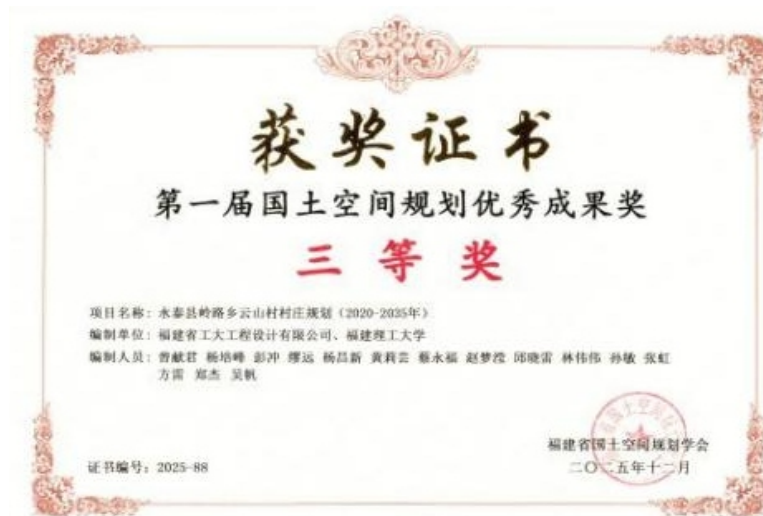 获奖证书
第一届国土空间规划优秀成果奖
三等奖
项目名称：永泰县岭路乡云山村村庄规划（2020-2035年）
编制单位：福建省工大工程设计有限公司、福建理工大学
编制人员：曾献君 杨培峰 彭冲 缪远 杨昌新 黄莉芸 蔡永福 赵梦滢 邱晓雷 林伟伟 孙敏 张虹
方雷 郑杰 吴帆
福建省国土空间规划学会
证书编号：2025-88
二〇二五年十二月